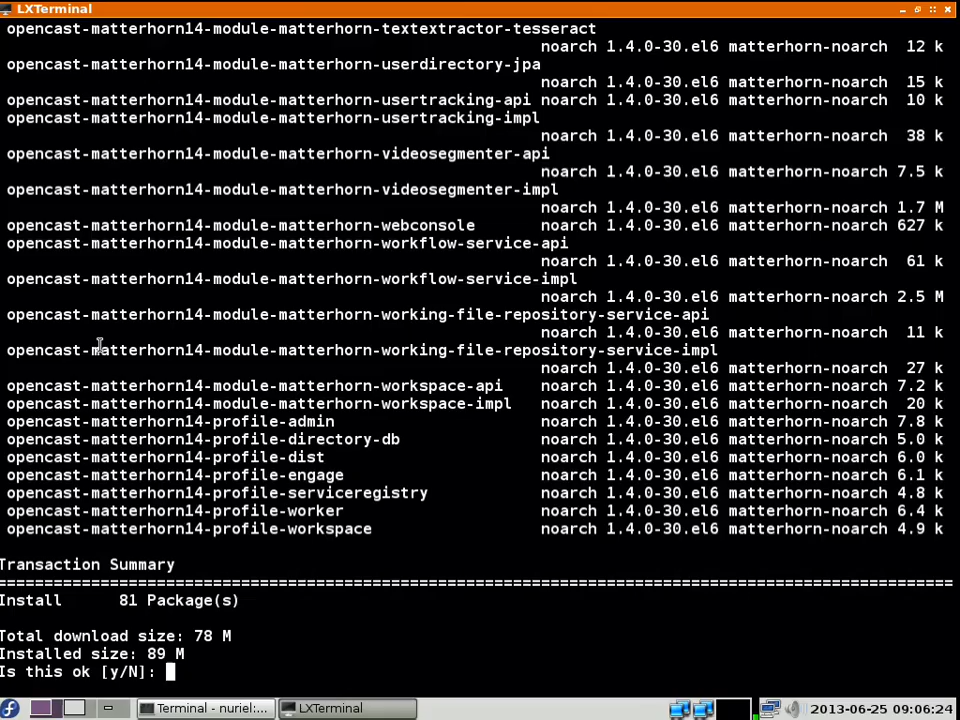 LXTerminal
opencast-matterhorn14-module-matterhorn-textextractor-tesseract
noarch 1.4.0-30.el6 matterhorn-noarch 12 k
opencast-matterhorn14-module-matterhorn-userdirectory-jpa
noarch 1.4.0-30.el6 matterhorn-noarch 15 k
opencast-matterhorn14-module-matterhorn-usertracking-api noarch 1.4.0-30.el6 matterhorn-noarch 10 k
opencast-matterhorn14-module-matterhorn-usertracking-impl
noarch 1.4.0-30.el6 matterhorn-noarch 38 k
opencast-matterhorn14-module-matterhorn-videosegmenter-api
noarch 1.4.0-30.el6 matterhorn-noarch 7.5 k
opencast-matterhorn14-module-matterhorn-videosegmenter-impl
noarch 1.4.0-30.el6 matterhorn-noarch 1.7 M
opencast-matterhorn14-module-matterhorn-webconsole noarch 1.4.0-30.el6 matterhorn-noarch 627 k
opencast-matterhorn14-module-matterhorn-workflow-service-api
noarch 1.4.0-30.el6 matterhorn-noarch 61 k
opencast-matterhorn14-module-matterhorn-workflow-service-impl
noarch 1.4.0-30.el6 matterhorn-noarch 2.5 M
opencast-matterhorn14-module-matterhorn-working-file-repository-service-api
noarch 1.4.0-30.el6 matterhorn-noarch 11 k
opencast-matterhorn14-module-matterhorn-working-file-repository-service-impl
noarch 1.4.0-30.el6 matterhorn-noarch 27 k
opencast-matterhorn14-module-matterhorn-workspace-api noarch 1.4.0-30.el6 matterhorn-noarch 7.2 k
opencast-matterhorn14-module-matterhorn-workspace-impl noarch 1.4.0-30.el6 matterhorn-noarch 20 k
opencast-matterhorn14-profile-admin noarch 1.4.0-30.el6 matterhorn-noarch 7.8 k
opencast-matterhorn14-profile-directory-db noarch 1.4.0-30.el6 matterhorn-noarch 5.0 k
opencast-matterhorn14-profile-dist noarch 1.4.0-30.el6 matterhorn-noarch 6.0 k
opencast-matterhorn14-profile-engage noarch 1.4.0-30.el6 matterhorn-noarch 6.1 k
opencast-matterhorn14-profile-serviceregistry noarch 1.4.0-30.el6 matterhorn-noarch 4.8 k
opencast-matterhorn14-profile-worker noarch 1.4.0-30.el6 matterhorn-noarch 6.4 k
opencast-matterhorn14-profile-workspace noarch 1.4.0-30.el6 matterhorn-noarch 4.9 k
Transaction Summary
================================================================================
Install 81 Package(s)
Total download size: 78 M
Installed size: 89 M
Is this ok [y/N]:
Terminal - nuriel:... LXTerminal 2013-06-25 09:06:24